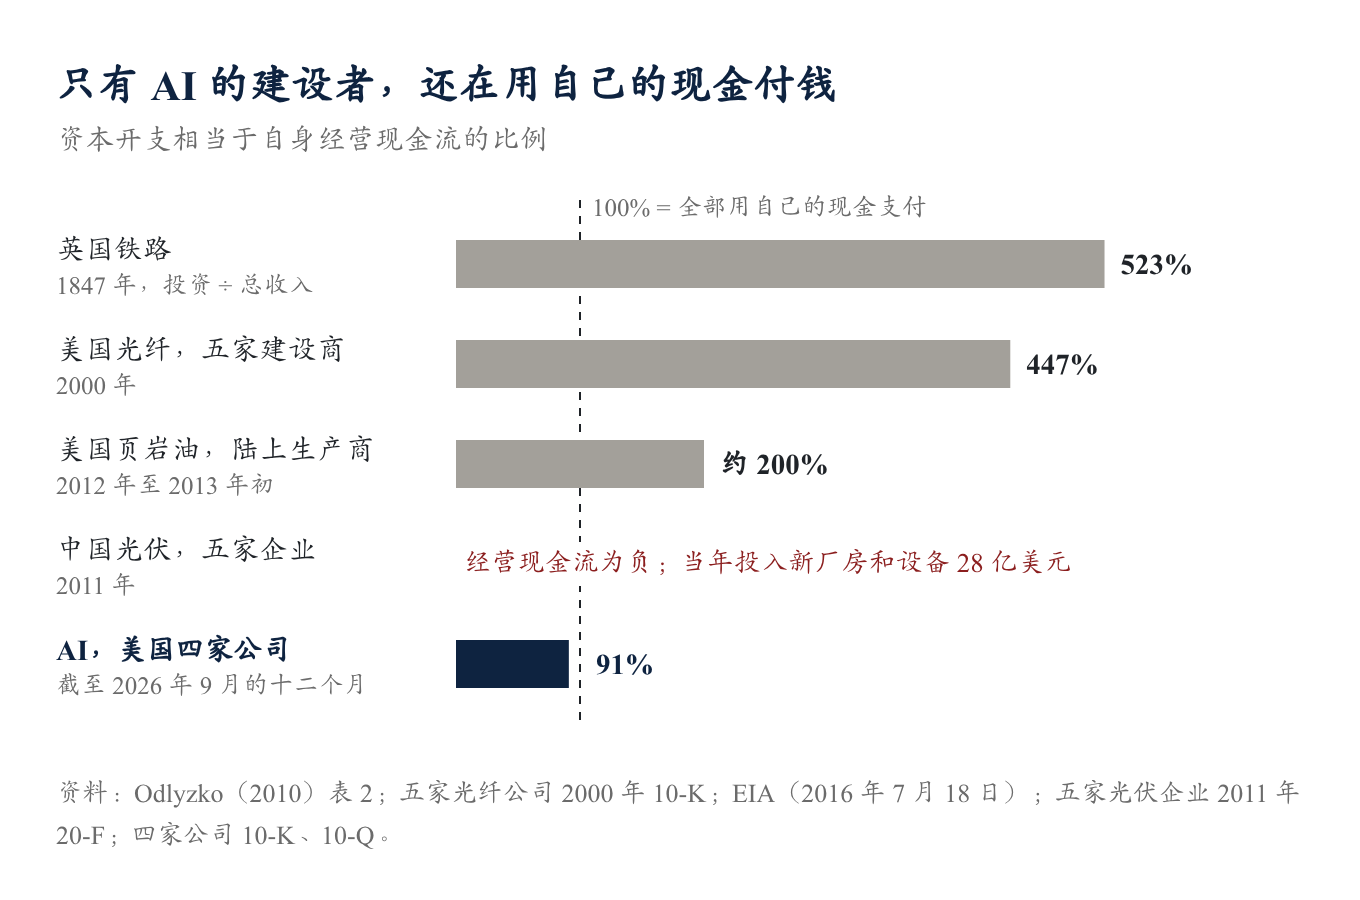 只有 AI 的建设者，还在用自己的现金付钱
资本开支相当于自身经营现金流的比例
100% = 全部用自己的现金支付
英国铁路
1847 年，投资 ÷ 总收入
523%
美国光纤，五家建设商
2000 年
447%
美国页岩油，陆上生产商
2012 年至 2013 年初
约 200%
中国光伏，五家企业
2011 年
经营现金流为负；当年投入新厂房和设备 28 亿美元
AI，美国四家公司
截至 2026 年 9 月的十二个月
91%
资料：Odlyzko（2010）表 2；五家光纤公司 2000 年 10-K；EIA（2016 年 7 月 18 日）；五家光伏企业 2011 年
20-F；四家公司 10-K、10-Q。